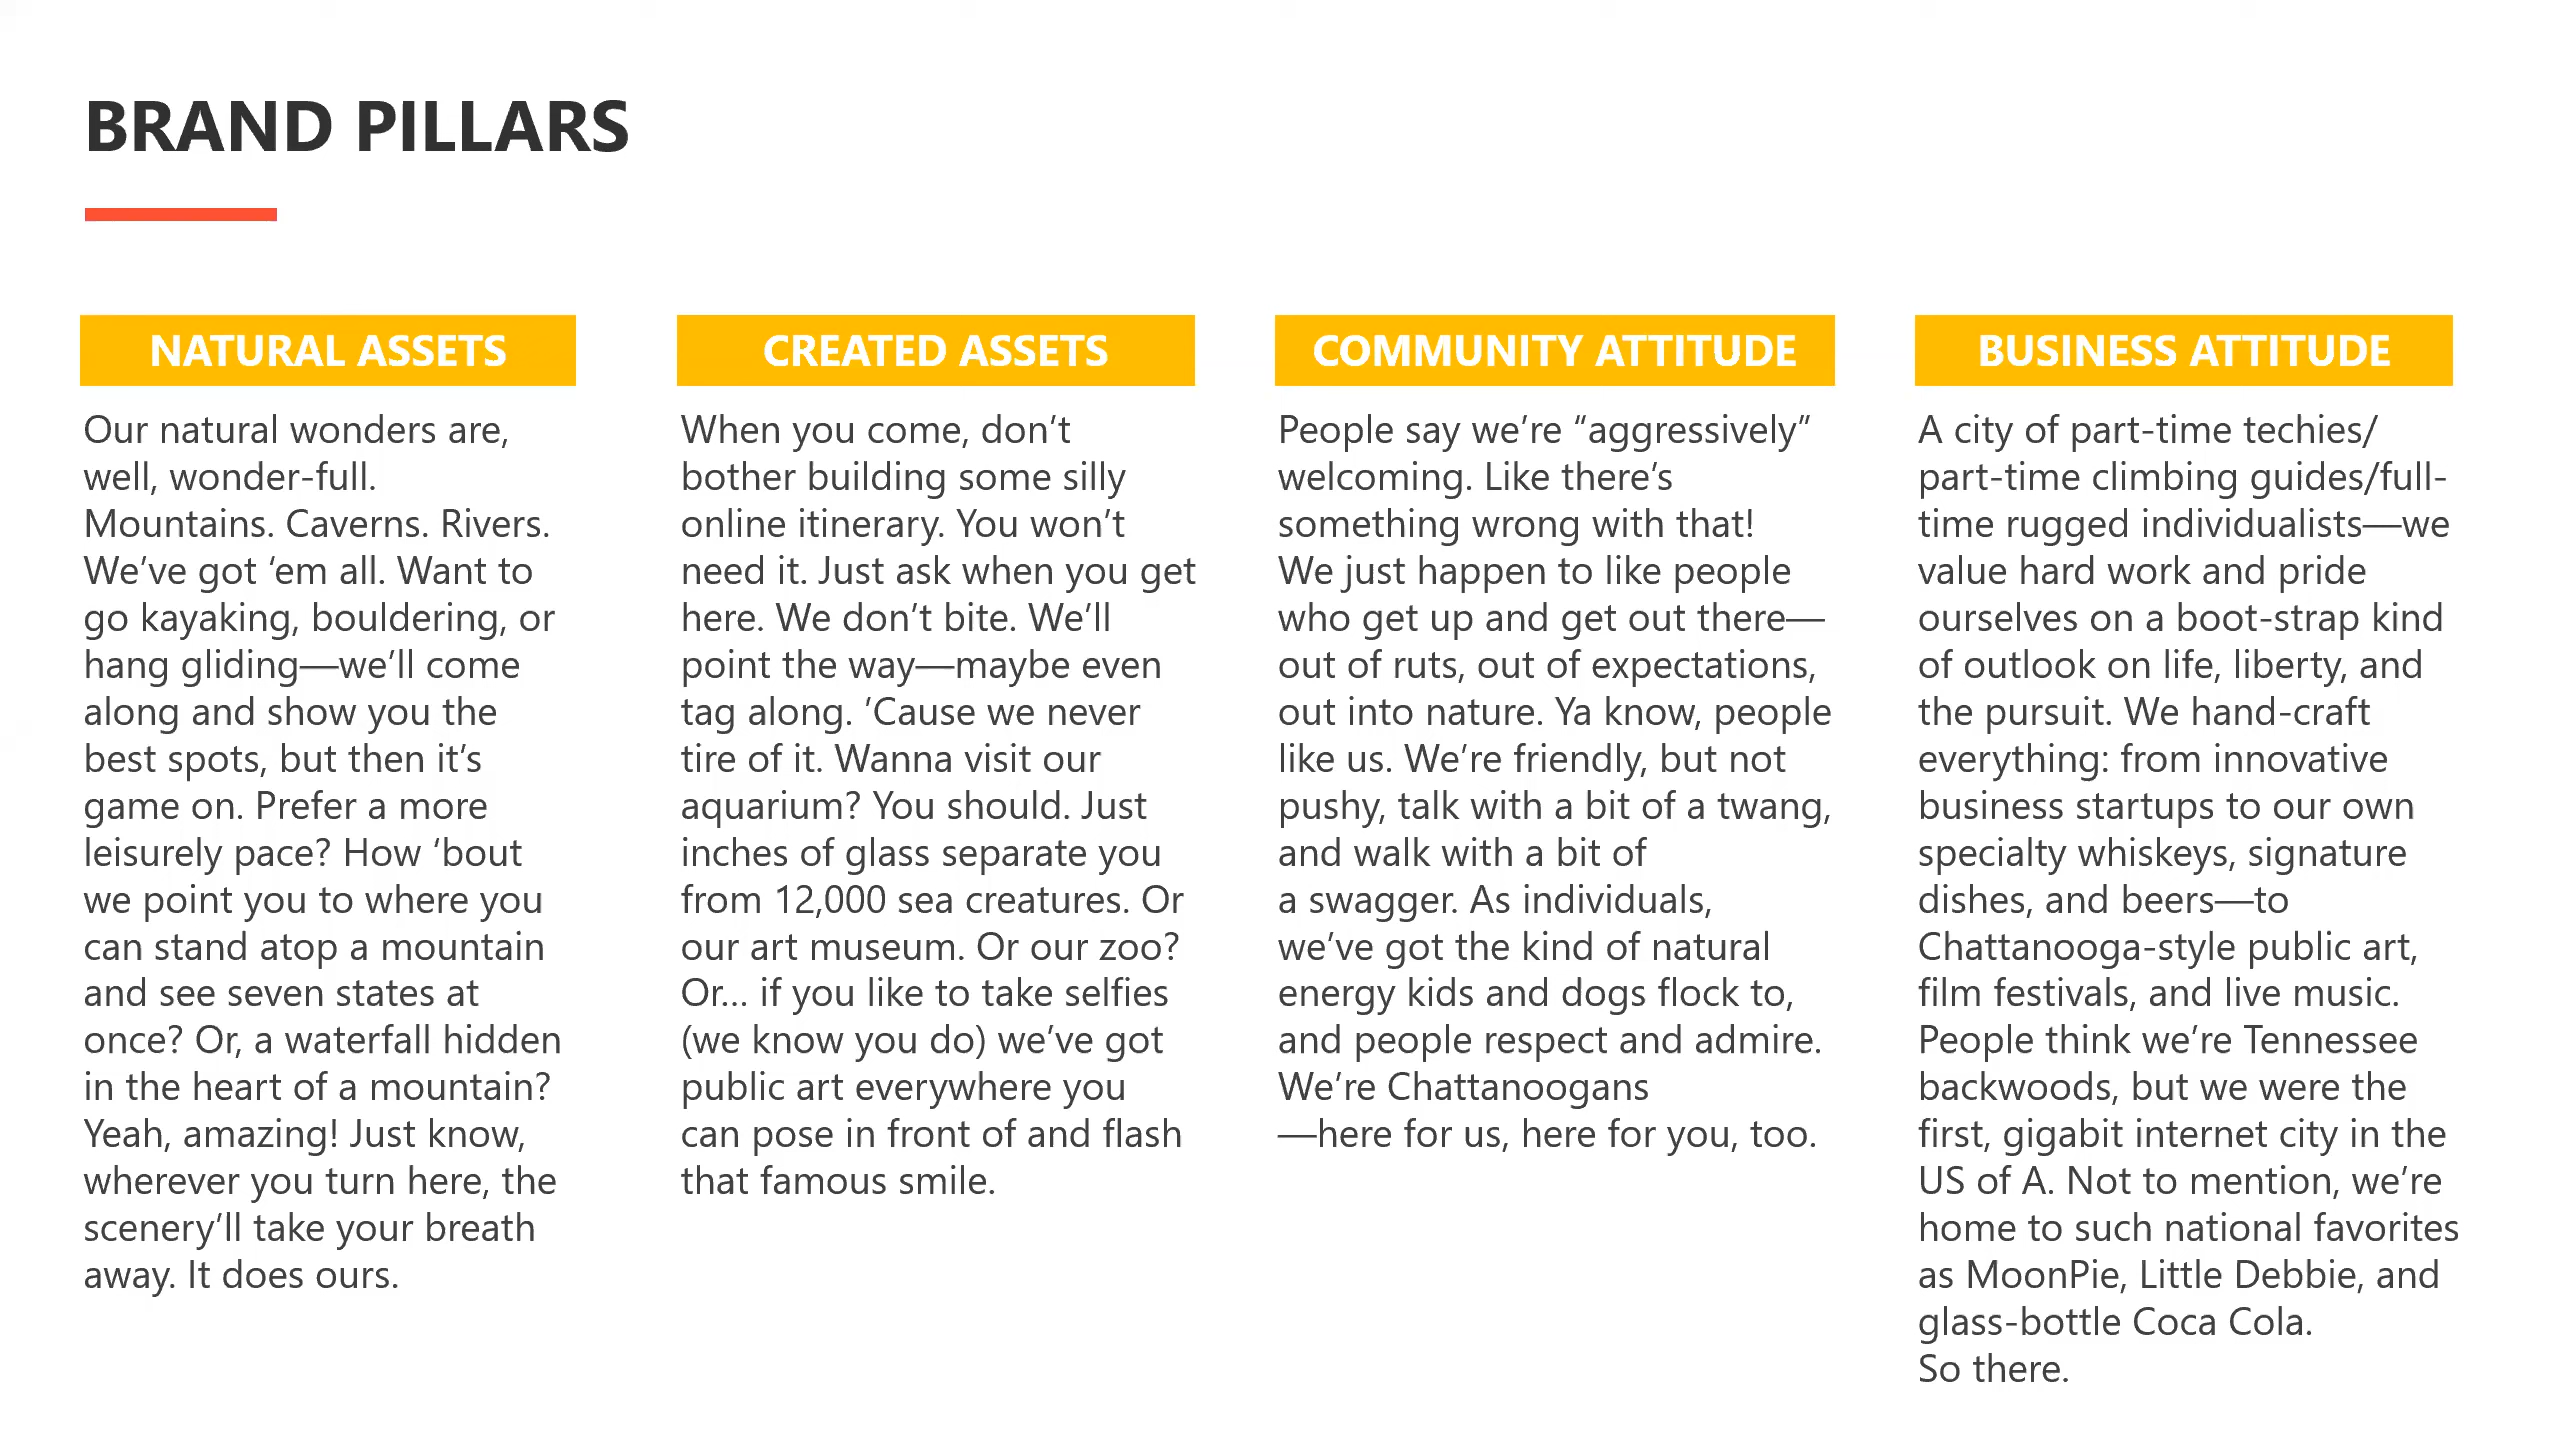 BRAND PILLARS
NATURAL ASSETS
Our natural wonders are,
well, wonder-full.
Mountains. Caverns. Rivers.
We’ve got ‘em all. Want to
go kayaking, bouldering, or
hang gliding—we’ll come
along and show you the
best spots, but then it’s
game on. Prefer a more
leisurely pace? How ‘bout
we point you to where you
can stand atop a mountain
and see seven states at
once? Or, a waterfall hidden
in the heart of a mountain?
Yeah, amazing! Just know,
wherever you turn here, the
scenery’ll take your breath
away. It does ours.
CREATED ASSETS
When you come, don’t
bother building some silly
online itinerary. You won’t
need it. Just ask when you get
here. We don’t bite. We’ll
point the way—maybe even
tag along. ’Cause we never
tire of it. Wanna visit our
aquarium? You should. Just
inches of glass separate you
from 12,000 sea creatures. Or
our art museum. Or our zoo?
Or… if you like to take selfies
(we know you do) we’ve got
public art everywhere you
can pose in front of and flash
that famous smile.
COMMUNITY ATTITUDE
People say we’re “aggressively”
welcoming. Like there’s
something wrong with that!
We just happen to like people
who get up and get out there—
out of ruts, out of expectations,
out into nature. Ya know, people
like us. We’re friendly, but not
pushy, talk with a bit of a twang,
and walk with a bit of
a swagger. As individuals,
we’ve got the kind of natural
energy kids and dogs flock to,
and people respect and admire.
We’re Chattanoogans
—here for us, here for you, too.
BUSINESS ATTITUDE
A city of part-time techies/
part-time climbing guides/full-
time rugged individualists—we
value hard work and pride
ourselves on a boot-strap kind
of outlook on life, liberty, and
the pursuit. We hand-craft
everything: from innovative
business startups to our own
specialty whiskeys, signature
dishes, and beers—to
Chattanooga-style public art,
film festivals, and live music.
People think we’re Tennessee
backwoods, but we were the
first, gigabit internet city in the
US of A. Not to mention, we’re
home to such national favorites
as MoonPie, Little Debbie, and
glass-bottle Coca Cola.
So there.